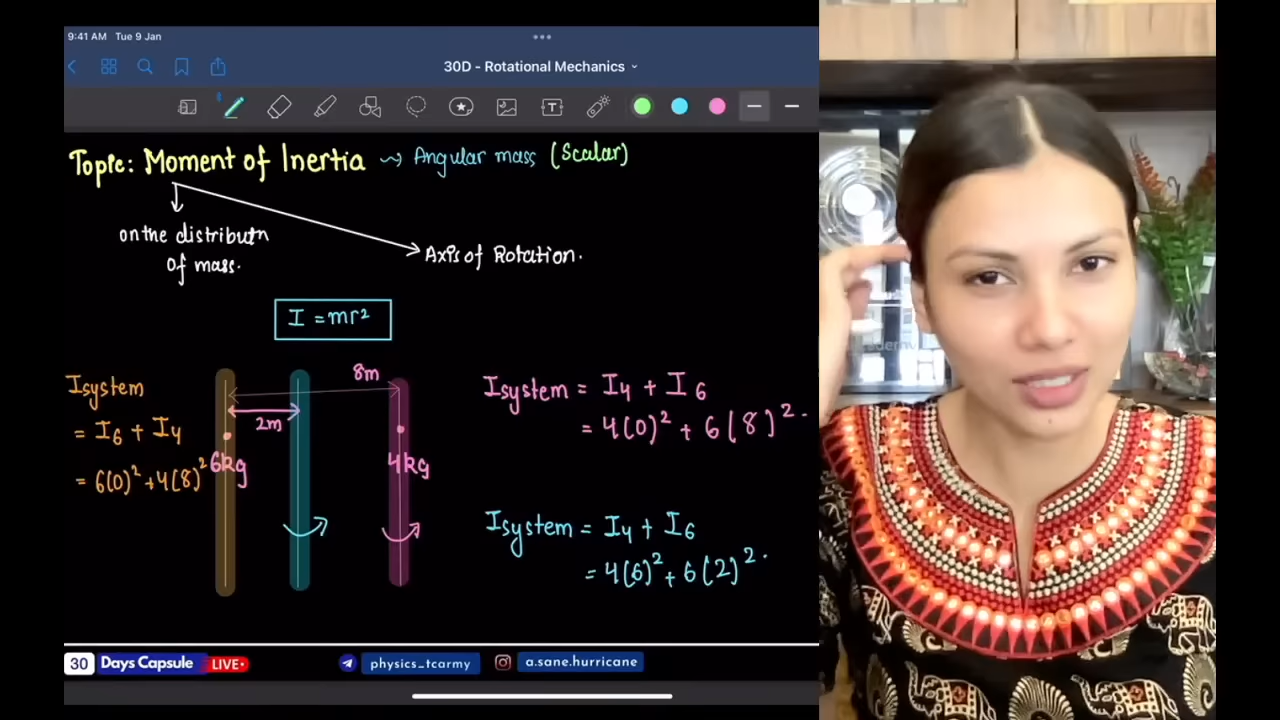 9:41 AM Tue 9 Jan
30D - Rotational Mechanics
Topic: Moment of Inertia ⇝ Angular mass (Scalar)
on the distributn
of mass.
Axis of Rotation.
I = mr²
8m
2m
6kg
4kg
Isystem
= I6 + I4
= 6(0)² + 4(8)²
Isystem = I4 + I6
= 4(0)² + 6(8)².
Isystem = I4 + I6
= 4(6)² + 6(2)².
30 Days Capsule LIVE
physics_tcarmy
a.sane.hurricane